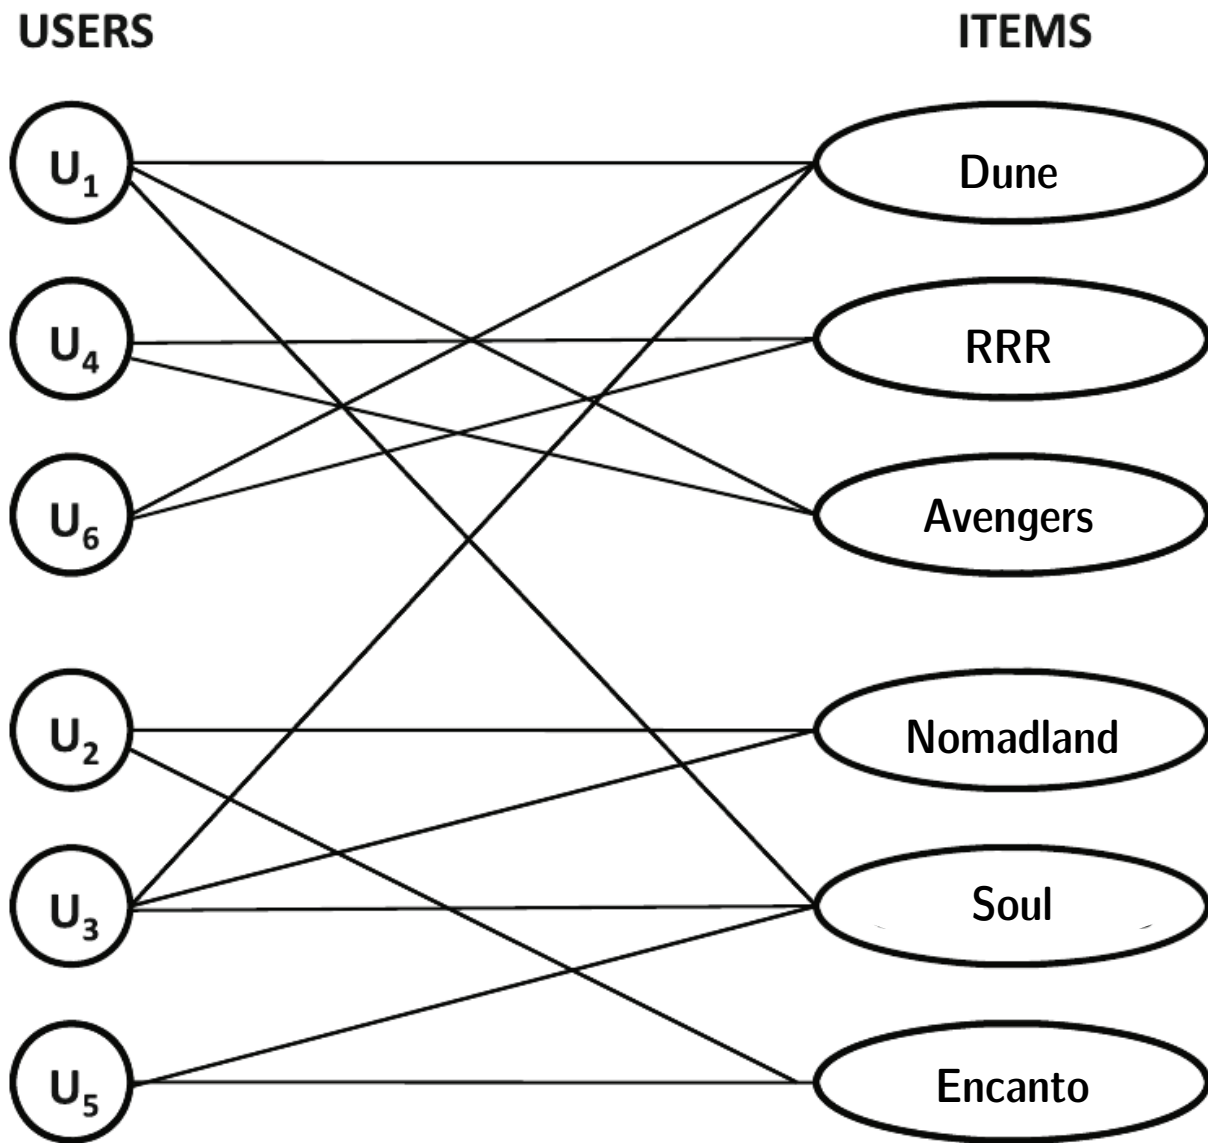 USERS ITEMS
U1 Dune
U4 RRR
U6 Avengers
U2 Nomadland
U3 Soul
U5 Encanto